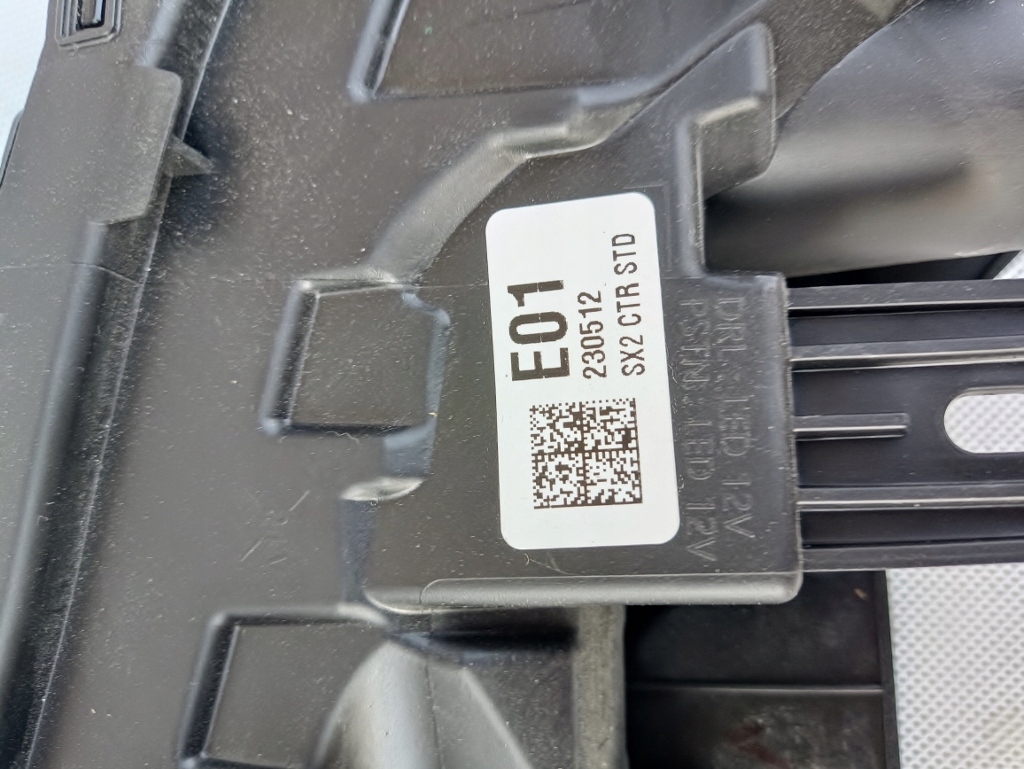 E01
230512
SX2 CTR STD
DRL : LED 12V
PSTN : LED 12V